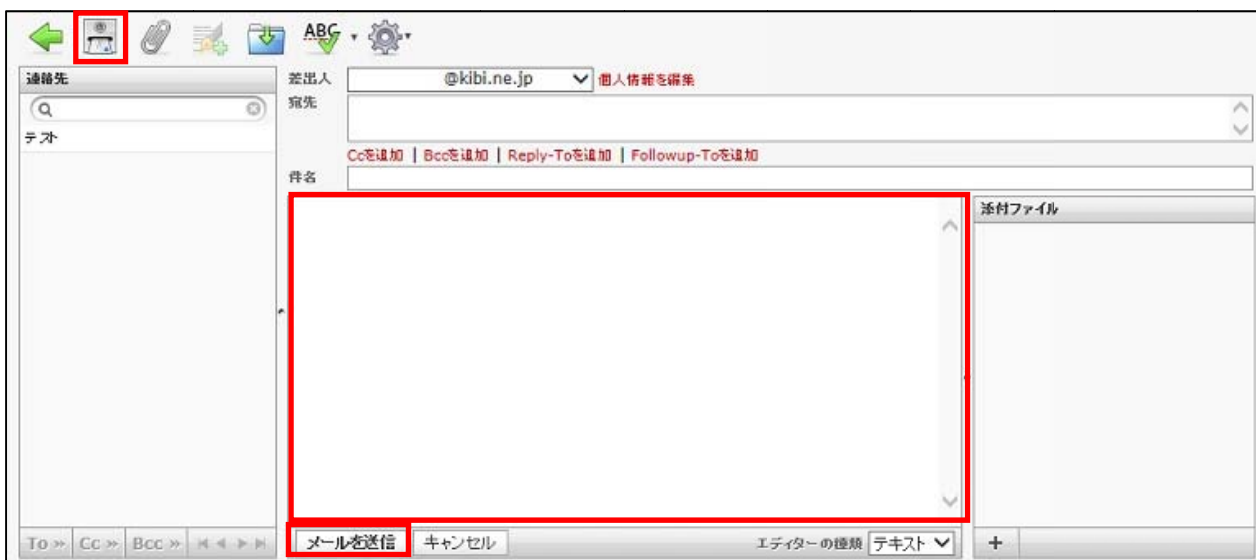 ABC
連絡先
差出人 @kibi.ne.jp 個人情報を編集
宛先
テスト
Ccを追加 | Bccを追加 | Reply-Toを追加 | Followup-Toを追加
件名
添付ファイル
To » Cc » Bcc »
メールを送信 キャンセル エディターの種類 テキスト +